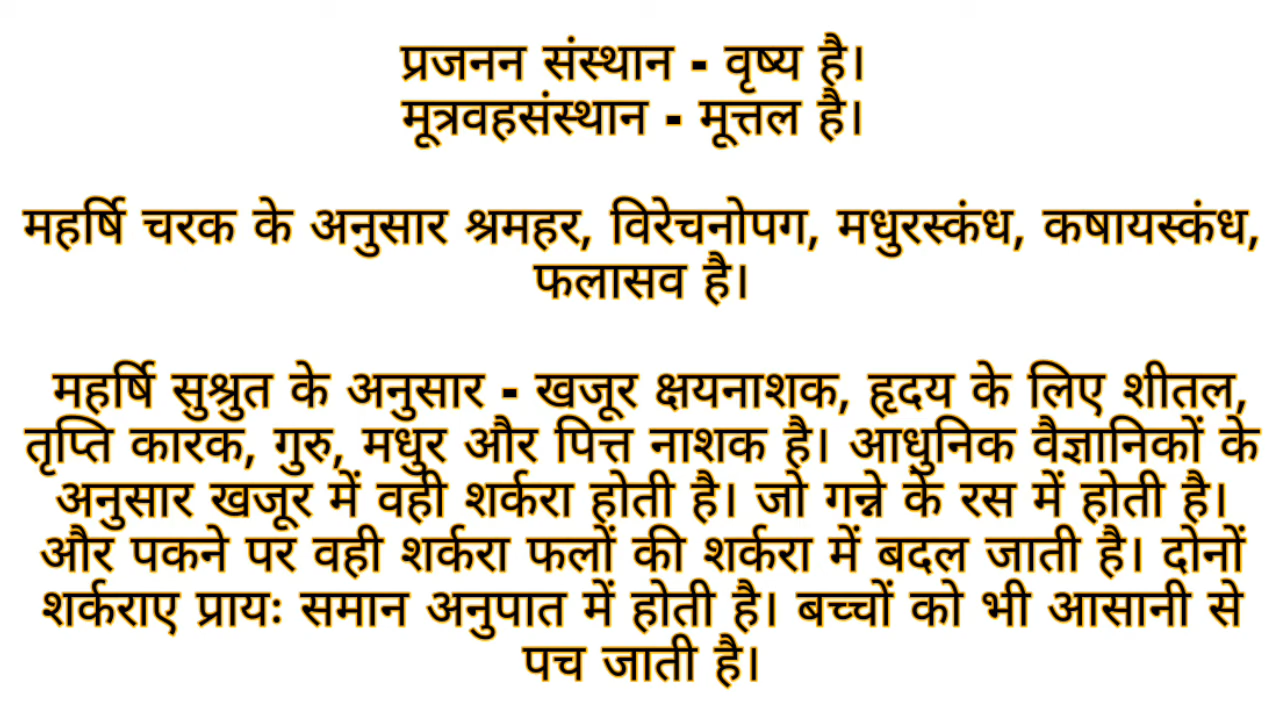 प्रजनन संस्थान - वृष्य है।
मूत्रवहसंस्थान - मूत्तल है।
महर्षि चरक के अनुसार श्रमहर, विरेचनोपग, मधुरस्कंध, कषायस्कंध,
फलासव है।
महर्षि सुश्रुत के अनुसार - खजूर क्षयनाशक, हृदय के लिए शीतल,
तृप्ति कारक, गुरु, मधुर और पित्त नाशक है। आधुनिक वैज्ञानिकों के
अनुसार खजूर में वही शर्करा होती है। जो गन्ने के रस में होती है।
और पकने पर वही शर्करा फलों की शर्करा में बदल जाती है। दोनों
शर्कराए प्रायः समान अनुपात में होती है। बच्चों को भी आसानी से
पच जाती है।